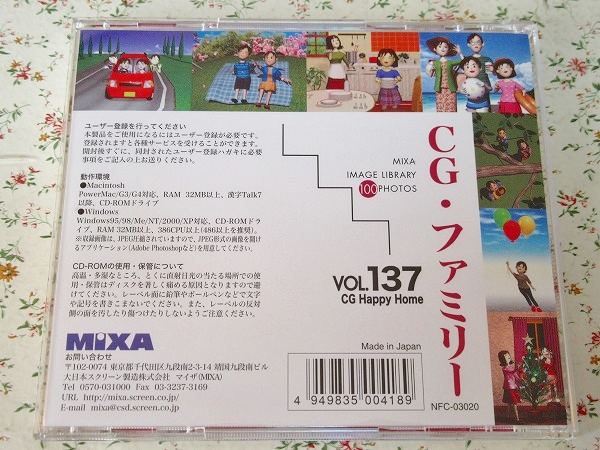 ユーザー登録を行ってください
本製品をご使用になるにはユーザー登録が必要です。
登録されますと各種サービスを受けることができます。
開封後すぐに、同封されたユーザー登録ハガキに必要
事項をご記入の上お送りください。
動作環境
●Macintosh
PowerMac/G3/G4対応、RAM 32MB以上、漢字Talk7
以降、CD-ROMドライブ
●Windows
Windows95/98/Me/NT/2000/XP対応、CD-ROMドラ
イブ、RAM 32MB以上、386CPU以上(486以上を推奨)。
※収録画像は、JPEG圧縮されていますので、JPEG形式の画像を開け
るアプリケーション(Adobe Photoshopなど)を用意してください。
CD-ROMの使用・保管について
高温・多湿なところ、とくに直射日光の当たる場所での使
用・保管はディスクを著しく痛める原因となりますので避
けてください。レーベル面に鉛筆やボールペンなどで文字
や記号を書きこまないでください。また、レーベルの反対
側の面を汚したり傷つけたりしないようご注意ください。
MIXA
お問い合わせ
〒102-0074 東京都千代田区九段南2-3-14 靖国九段南ビル
大日本スクリーン製造株式会社 マイザ(MIXA)
Tel 0570-031000 Fax 03-3237-3169
URL http://mixa.screen.co.jp/
E-mail mixa@csd.screen.co.jp
MIXA
IMAGE LIBRARY
100PHOTOS
VOL.137
CG Happy Home
CG・ファミリー
Made in Japan
4 949835 004189
NFC-03020